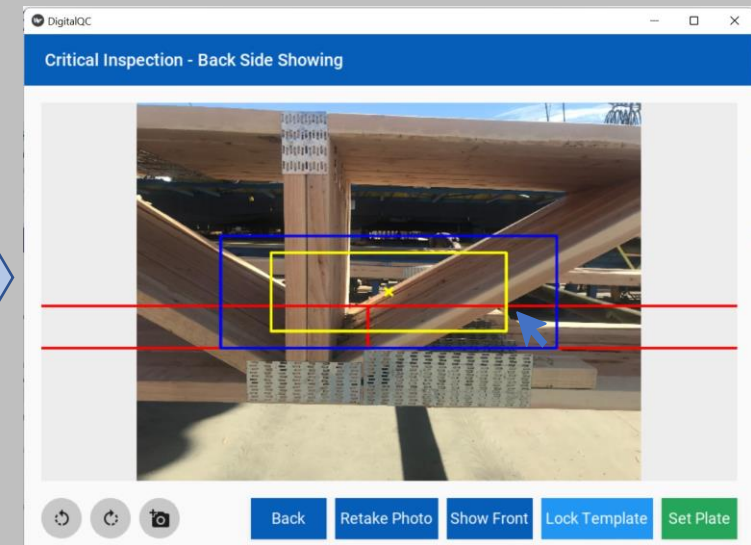 DigitalQC
Critical Inspection - Back Side Showing
Back
Retake Photo
Show Front
Lock Template
Set Plate